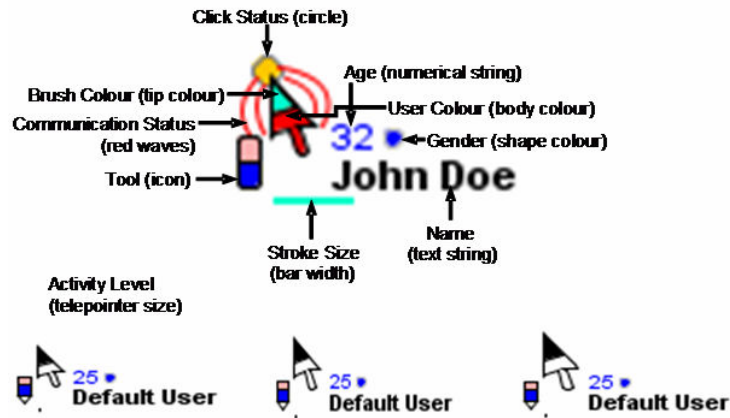 Click Status (circle)
Age (numerical string)
Brush Colour (tip colour)
User Colour (body colour)
Communication Status
(red waves)
32
Gender (shape colour)
Tool (icon)
John Doe
Stroke Size
(bar width)
Name
(text string)
Activity Level
(telepointer size)
25
Default User
25
Default User
25
Default User